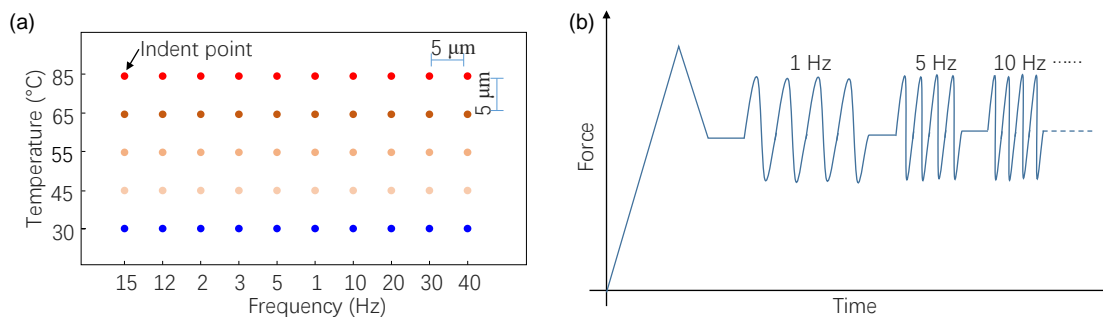 (a)
Indent point
5 μm
5 μm
85
65
55
45
30
Temperature (°C)
15 12 2 3 5 1 10 20 30 40
Frequency (Hz)
(b)
1 Hz 5 Hz 10 Hz ······
Force
Time